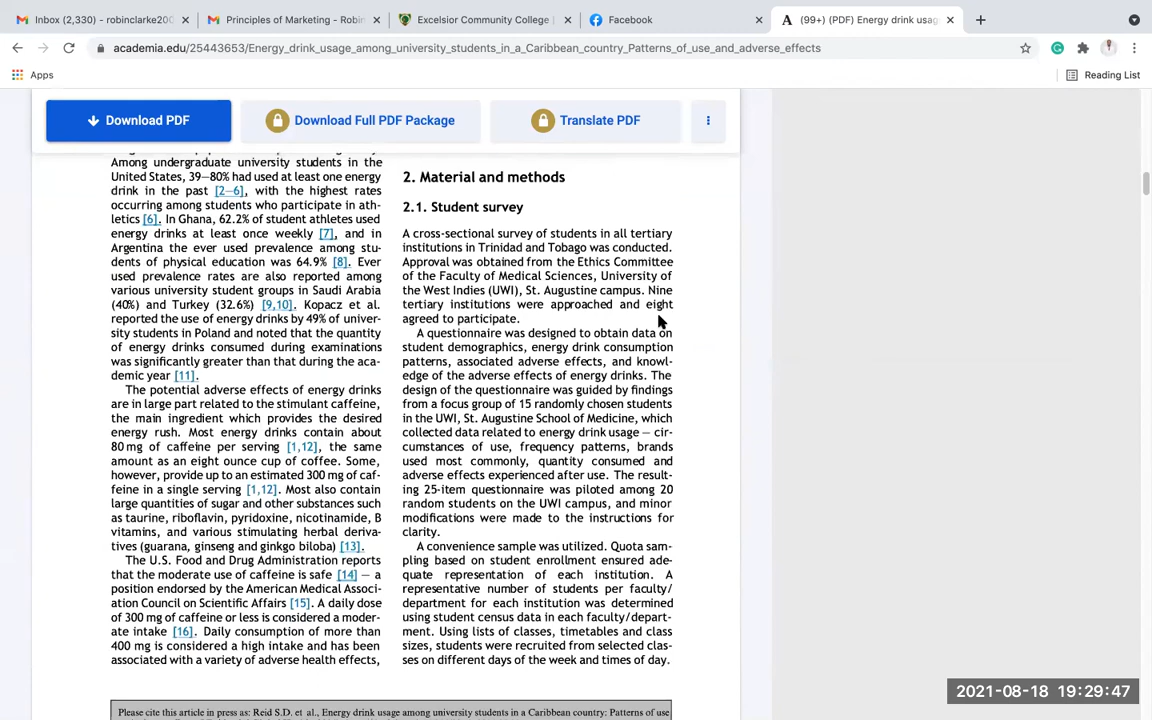 Inbox (2,330) - robinclarke200
Principles of Marketing - Robin
Excelsior Community College |
Facebook
(99+) (PDF) Energy drink usag
academia.edu/25443653/Energy_drink_usage_among_university_students_in_a_Caribbean_country_Patterns_of_use_and_adverse_effects
Apps
Reading List
Download PDF
Download Full PDF Package
Translate PDF
Among undergraduate university students in the
United States, 39–80% had used at least one energy
drink in the past [2–6], with the highest rates
occurring among students who participate in ath-
letics [6]. In Ghana, 62.2% of student athletes used
energy drinks at least once weekly [7], and in
Argentina the ever used prevalence among stu-
dents of physical education was 64.9% [8]. Ever
used prevalence rates are also reported among
various university student groups in Saudi Arabia
(40%) and Turkey (32.6%) [9,10]. Kopacz et al.
reported the use of energy drinks by 49% of univer-
sity students in Poland and noted that the quantity
of energy drinks consumed during examinations
was significantly greater than that during the aca-
demic year [11].
The potential adverse effects of energy drinks
are in large part related to the stimulant caffeine,
the main ingredient which provides the desired
energy rush. Most energy drinks contain about
80 mg of caffeine per serving [1,12], the same
amount as an eight ounce cup of coffee. Some,
however, provide up to an estimated 300 mg of caf-
feine in a single serving [1,12]. Most also contain
large quantities of sugar and other substances such
as taurine, riboflavin, pyridoxine, nicotinamide, B
vitamins, and various stimulating herbal deriva-
tives (guarana, ginseng and ginkgo biloba) [13].
The U.S. Food and Drug Administration reports
that the moderate use of caffeine is safe [14] — a
position endorsed by the American Medical Associ-
ation Council on Scientific Affairs [15]. A daily dose
of 300 mg of caffeine or less is considered a moder-
ate intake [16]. Daily consumption of more than
400 mg is considered a high intake and has been
associated with a variety of adverse health effects,
2. Material and methods
2.1. Student survey
A cross-sectional survey of students in all tertiary
institutions in Trinidad and Tobago was conducted.
Approval was obtained from the Ethics Committee
of the Faculty of Medical Sciences, University of
the West Indies (UWI), St. Augustine campus. Nine
tertiary institutions were approached and eight
agreed to participate.
A questionnaire was designed to obtain data on
student demographics, energy drink consumption
patterns, associated adverse effects, and knowl-
edge of the adverse effects of energy drinks. The
design of the questionnaire was guided by findings
from a focus group of 15 randomly chosen students
in the UWI, St. Augustine School of Medicine, which
collected data related to energy drink usage — cir-
cumstances of use, frequency patterns, brands
used most commonly, quantity consumed and
adverse effects experienced after use. The result-
ing 25-item questionnaire was piloted among 20
random students on the UWI campus, and minor
modifications were made to the instructions for
clarity.
A convenience sample was utilized. Quota sam-
pling based on student enrollment ensured ade-
quate representation of each institution. A
representative number of students per faculty/
department for each institution was determined
using student census data in each faculty/depart-
ment. Using lists of classes, timetables and class
sizes, students were recruited from selected clas-
ses on different days of the week and times of day.
Please cite this article in press as: Reid S.D. et al., Energy drink usage among university students in a Caribbean country: Patterns of use
2021-08-18 19:29:47